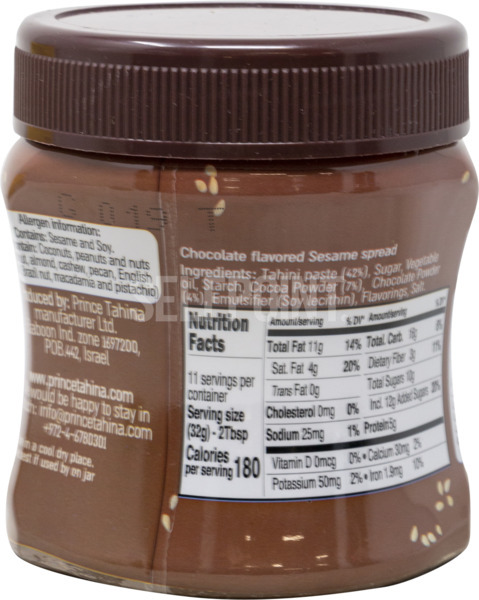 Allergen information:
Contains: Sesame and Soy.
Contain: Coconuts, peanuts and nuts
almond, cashew, pecan, English
nut, macadamia and pistachio)
by: Prince Tahina
manufacturer Ltd.
Ind. zone 1697200,
POB.442, Israel
www.princetahina.com
would be happy to stay in
info@princetahina.com
+972-4-6780301
in a cool dry place.
best if used by on jar
Chocolate flavored Sesame spread
Ingredients: Tahini paste (42%), Sugar, Vegetable
oil, Starch, Cocoa Powder (7%), Chocolate Powder
(4%), Emulsifier (Soy lecithin), Flavorings, Salt.
Nutrition
Facts
11 servings per
container
Serving size
(32g) - 2Tbsp
Calories
per serving 180
Amount/serving % DV* Amount/serving % D
Total Fat 11g 14% Total. Carb.
Sat. Fat 4g 20% Dietary Fiber 3g 11%
Trans Fat 0g Total Sugars
Cholesterol 0mg 0% Incl. 12g Added Sugars
Sodium 25mg 1% Protein
Vitamin D 0mcg 0% • Calcium 30mg 2%
Potassium 50mg 2% • Iron 1.9mg 10%